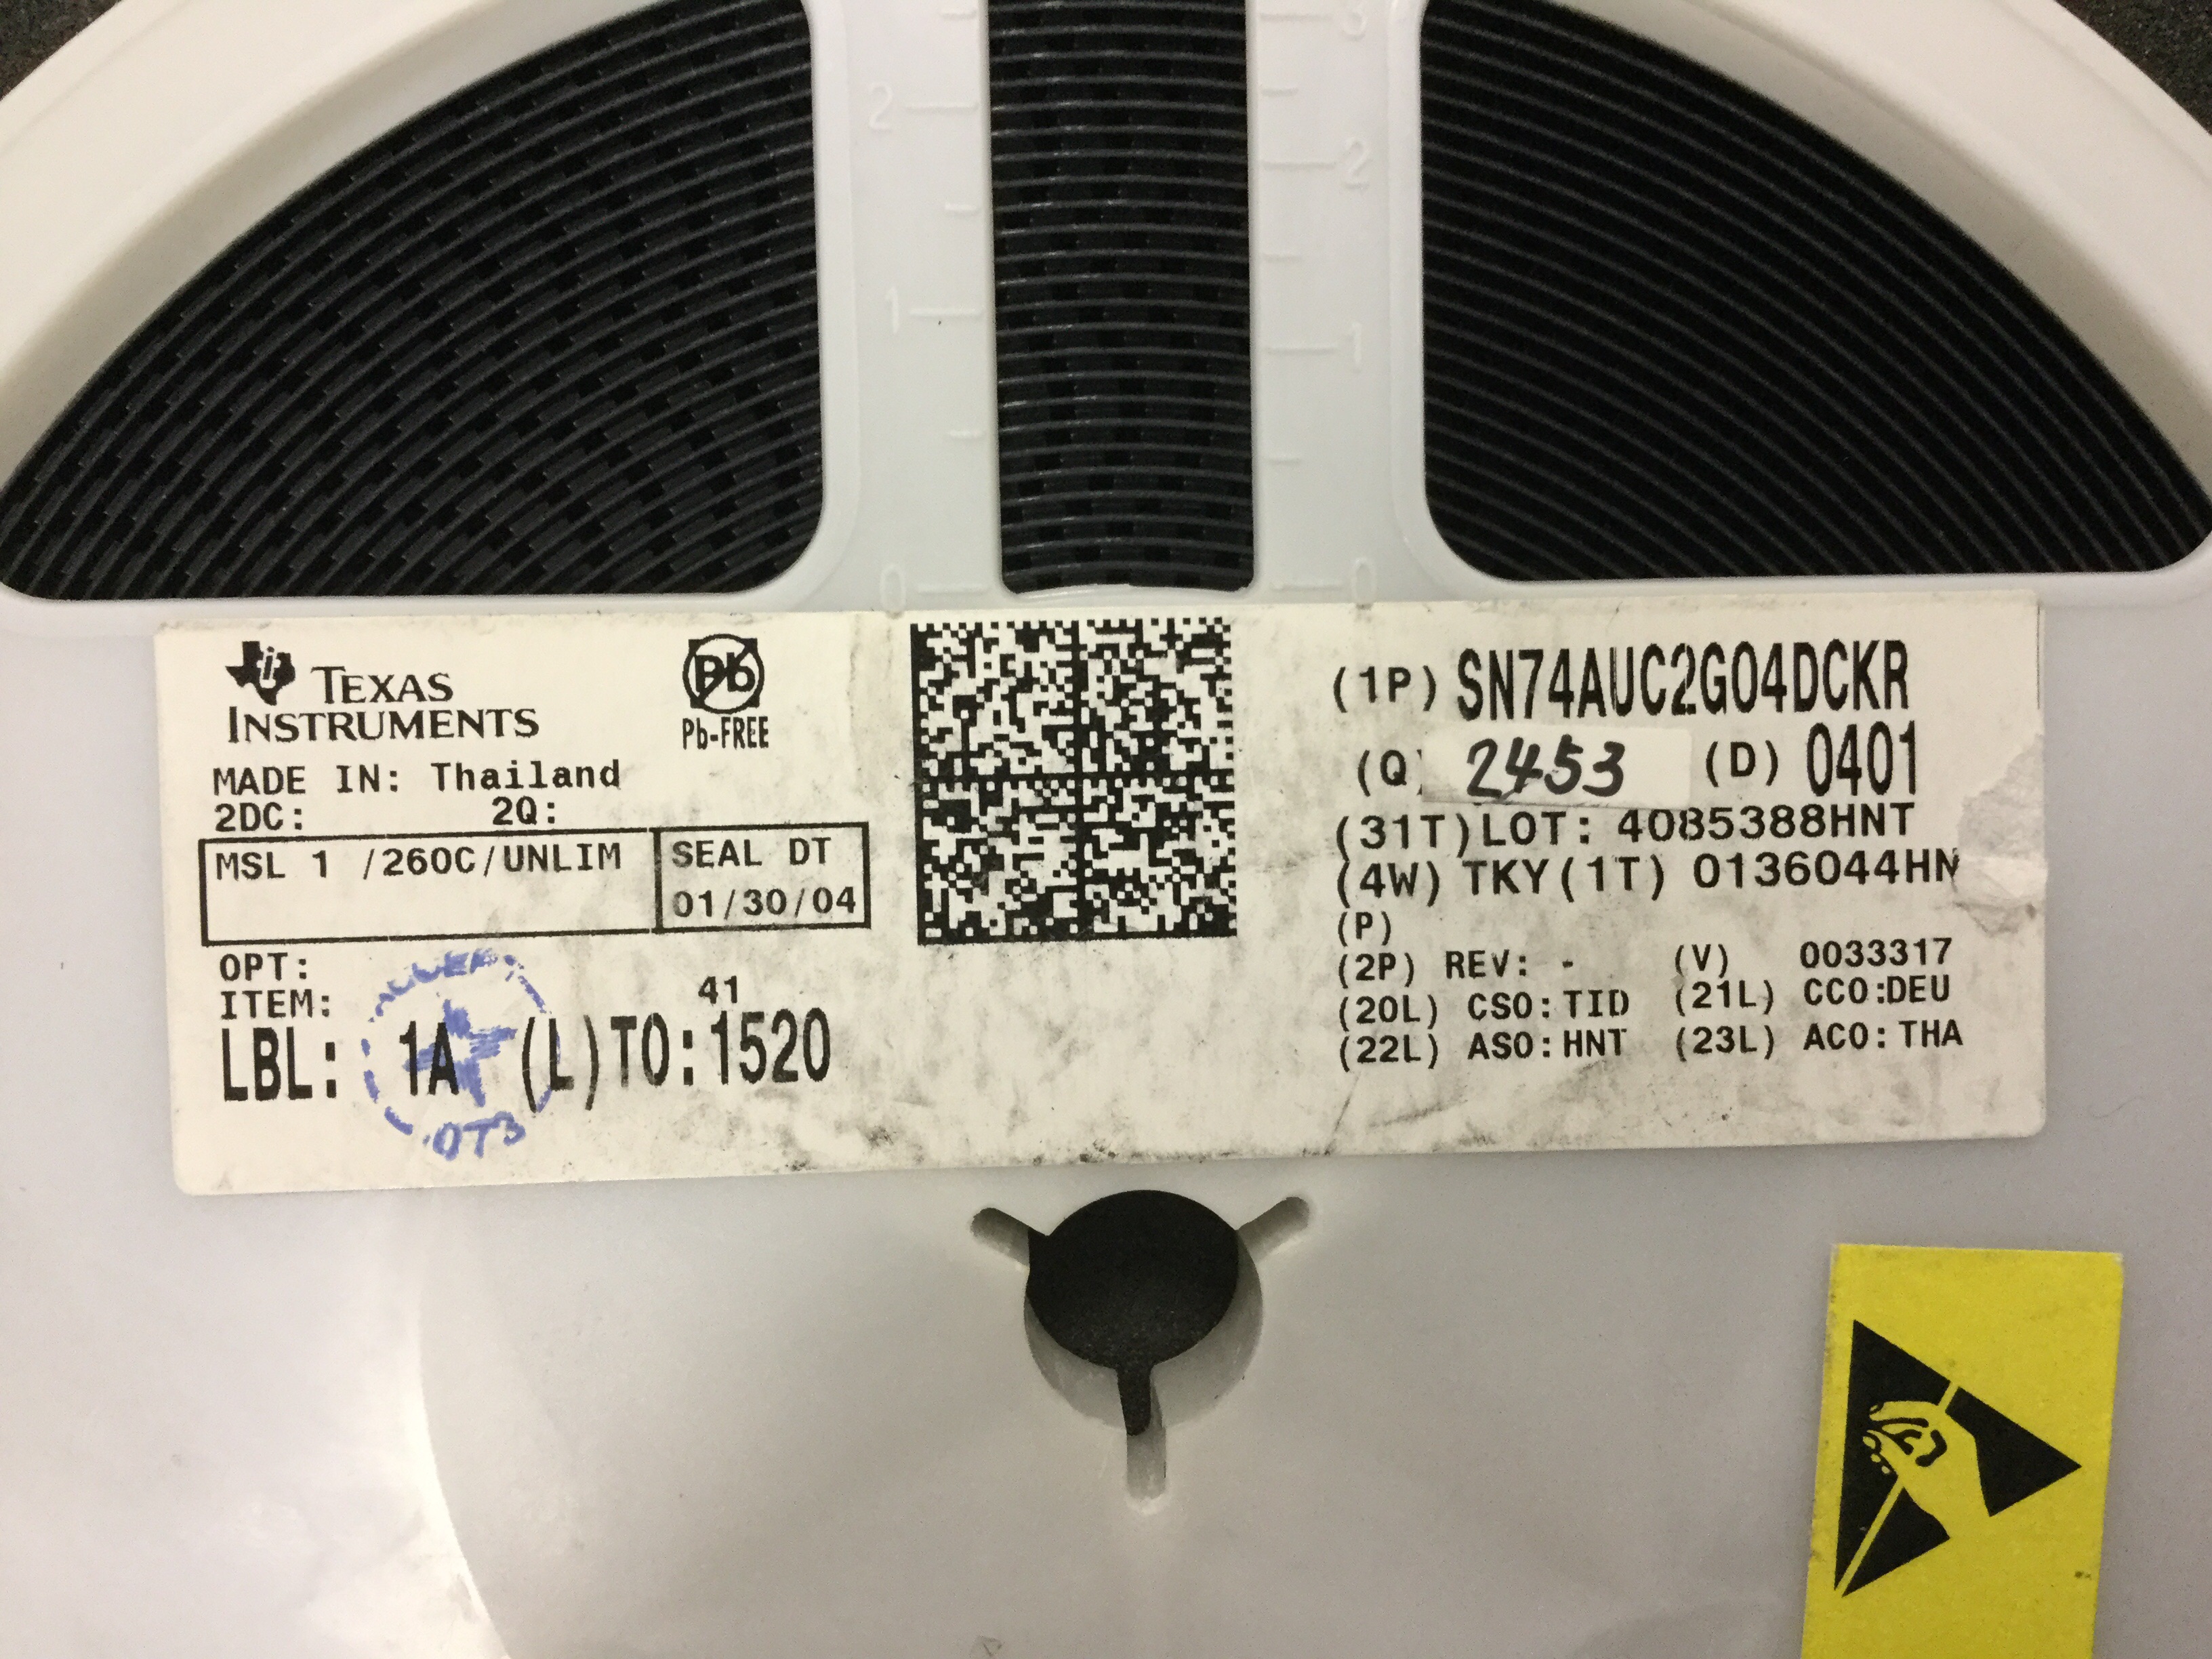 2
1
0
3
2
1
0
TEXAS
INSTRUMENTS
Pb
Pb-FREE
MADE IN: Thailand
2DC: 2Q:
MSL 1 /260C/UNLIM
SEAL DT
01/30/04
OPT:
ITEM:
41
LBL: 1A (L)TO:1520
OT3
(1P) SN74AUC2G04DCKR
(Q) 2453 (D) 0401
(31T)LOT: 4085388HNT
(4W) TKY(1T) 0136044HN
(P)
(2P) REV: - (V) 0033317
(20L) CSO:TID (21L) CCO:DEU
(22L) ASO:HNT (23L) ACO:THA